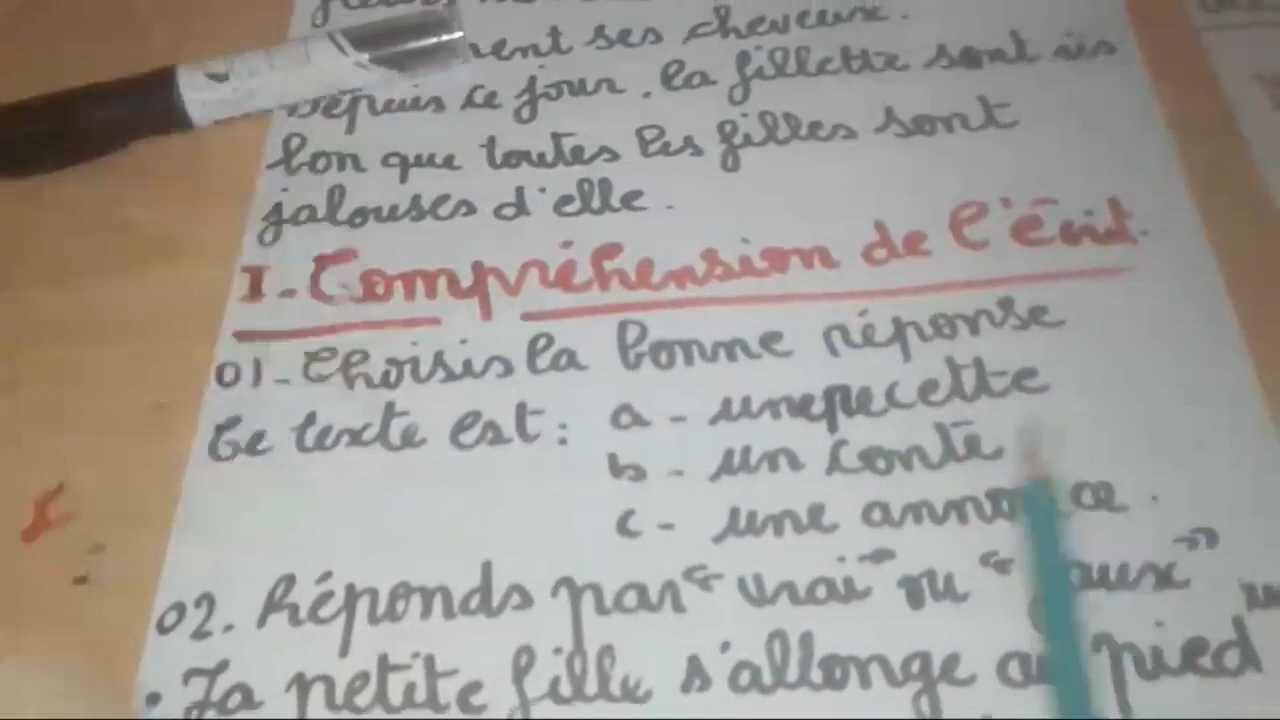 rent ses cheveux.
Depuis ce jour, la fillette sent
bon que toutes les filles sont
jalouses d'elle.
I - Compréhension de l'écrit.
01 - Choisis la bonne réponse
Ce texte est : a - une recette
b - un conte
c - une annonce.
02. Réponds par "vrai" ou "faux"
• La petite fille s'allonge au pied